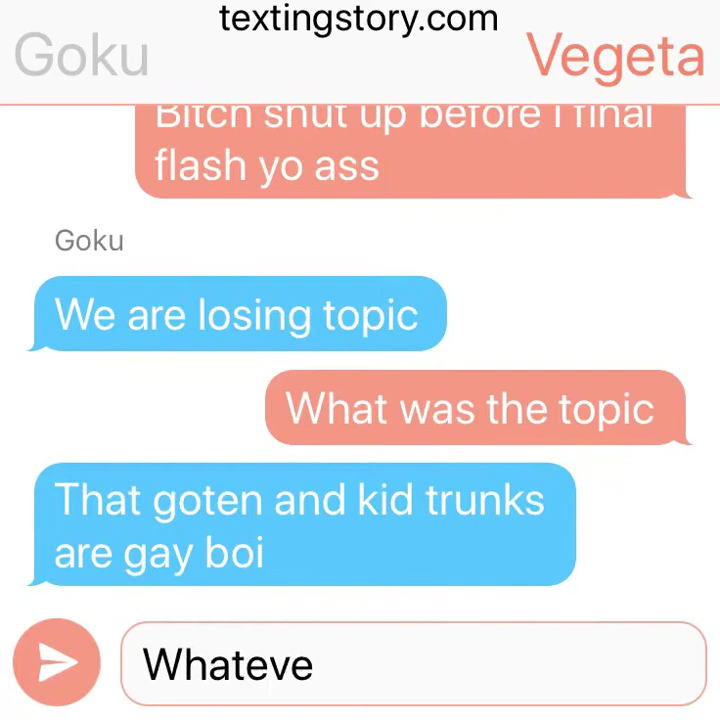 textingstory.com
Goku
Vegeta
Bitch shut up before I final
flash yo ass
Goku
We are losing topic
What was the topic
That goten and kid trunks
are gay boi
Whateve